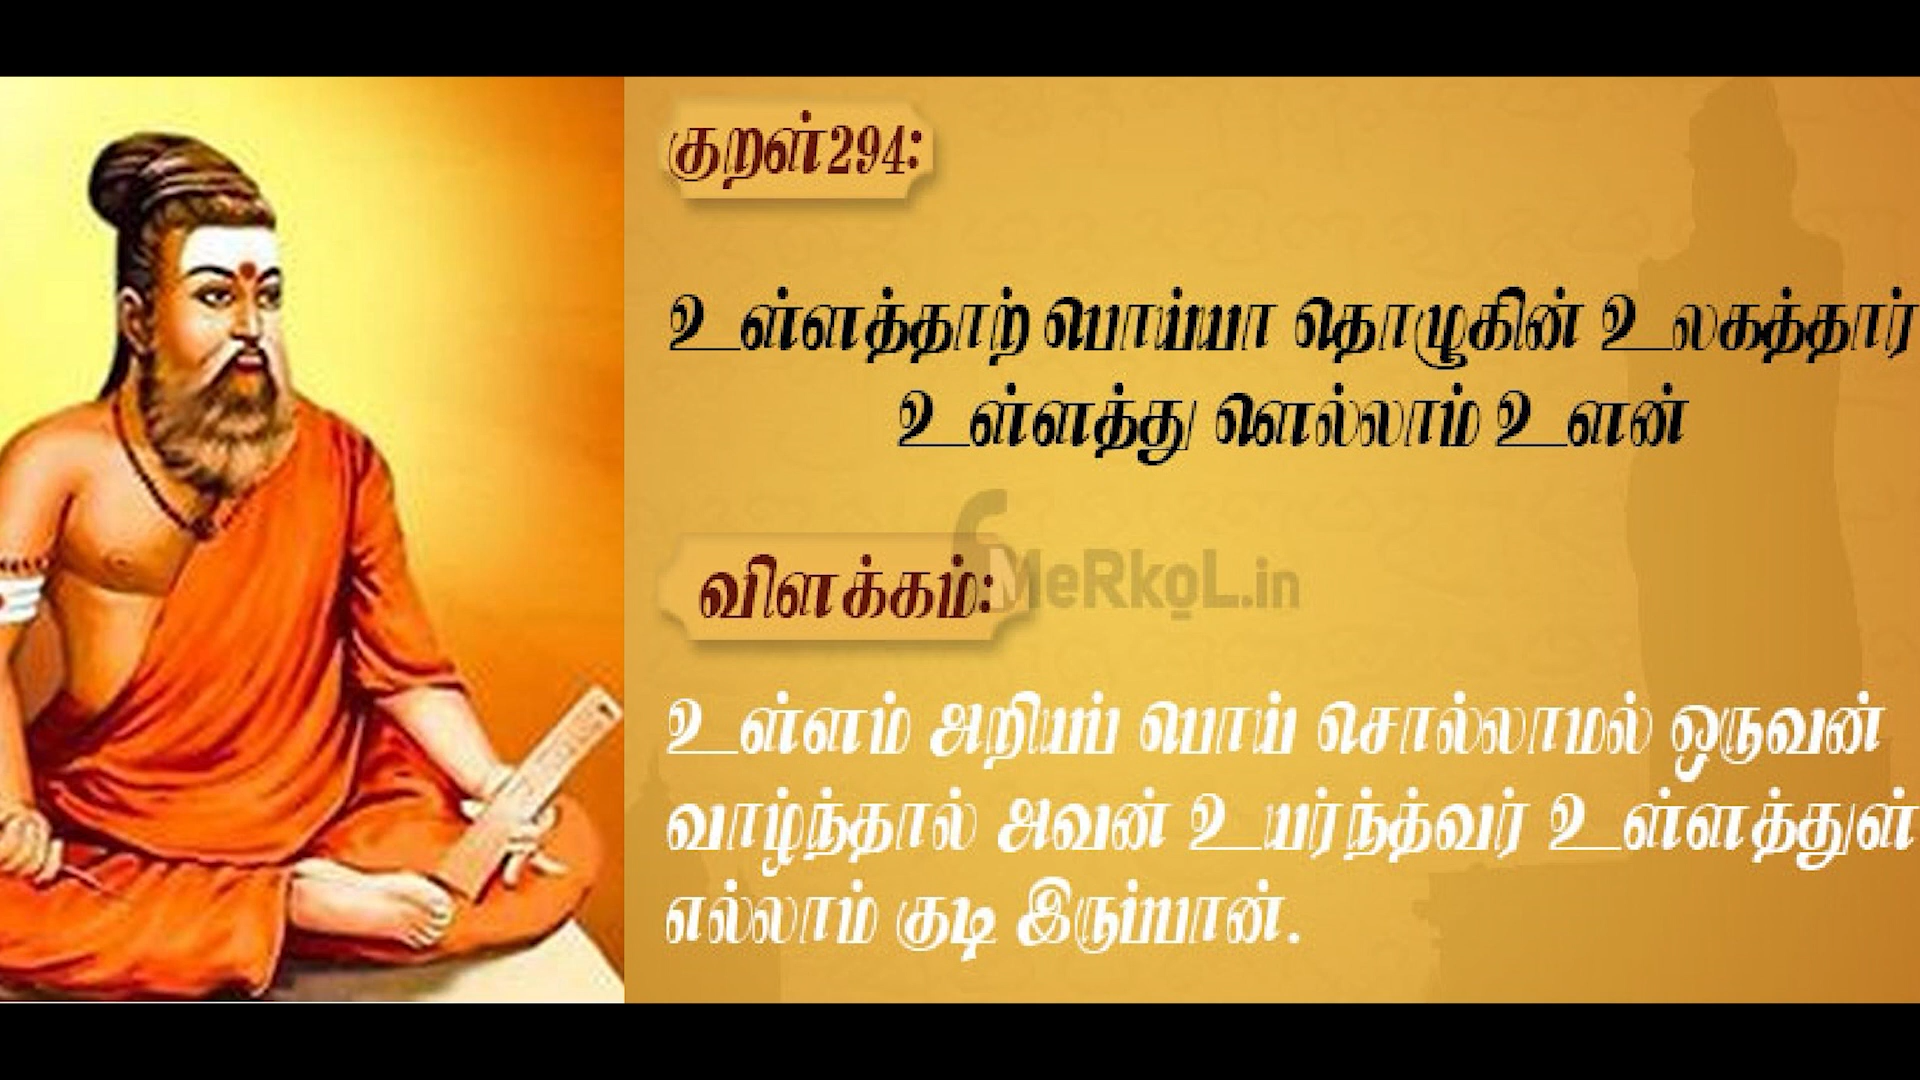 குறள்294:
உள்ளத்தாற் பொய்யா தொழுகின் உலகத்தார்
உள்ளத்து ளெல்லாம் உளன்
விளக்கம்:
MeRkoL.in
உள்ளம் அறியப் பொய் சொல்லாமல் ஒருவன்
வாழ்ந்தால் அவன் உயர்ந்த்வர் உள்ளத்துள்
எல்லாம் குடி இருப்பான்.